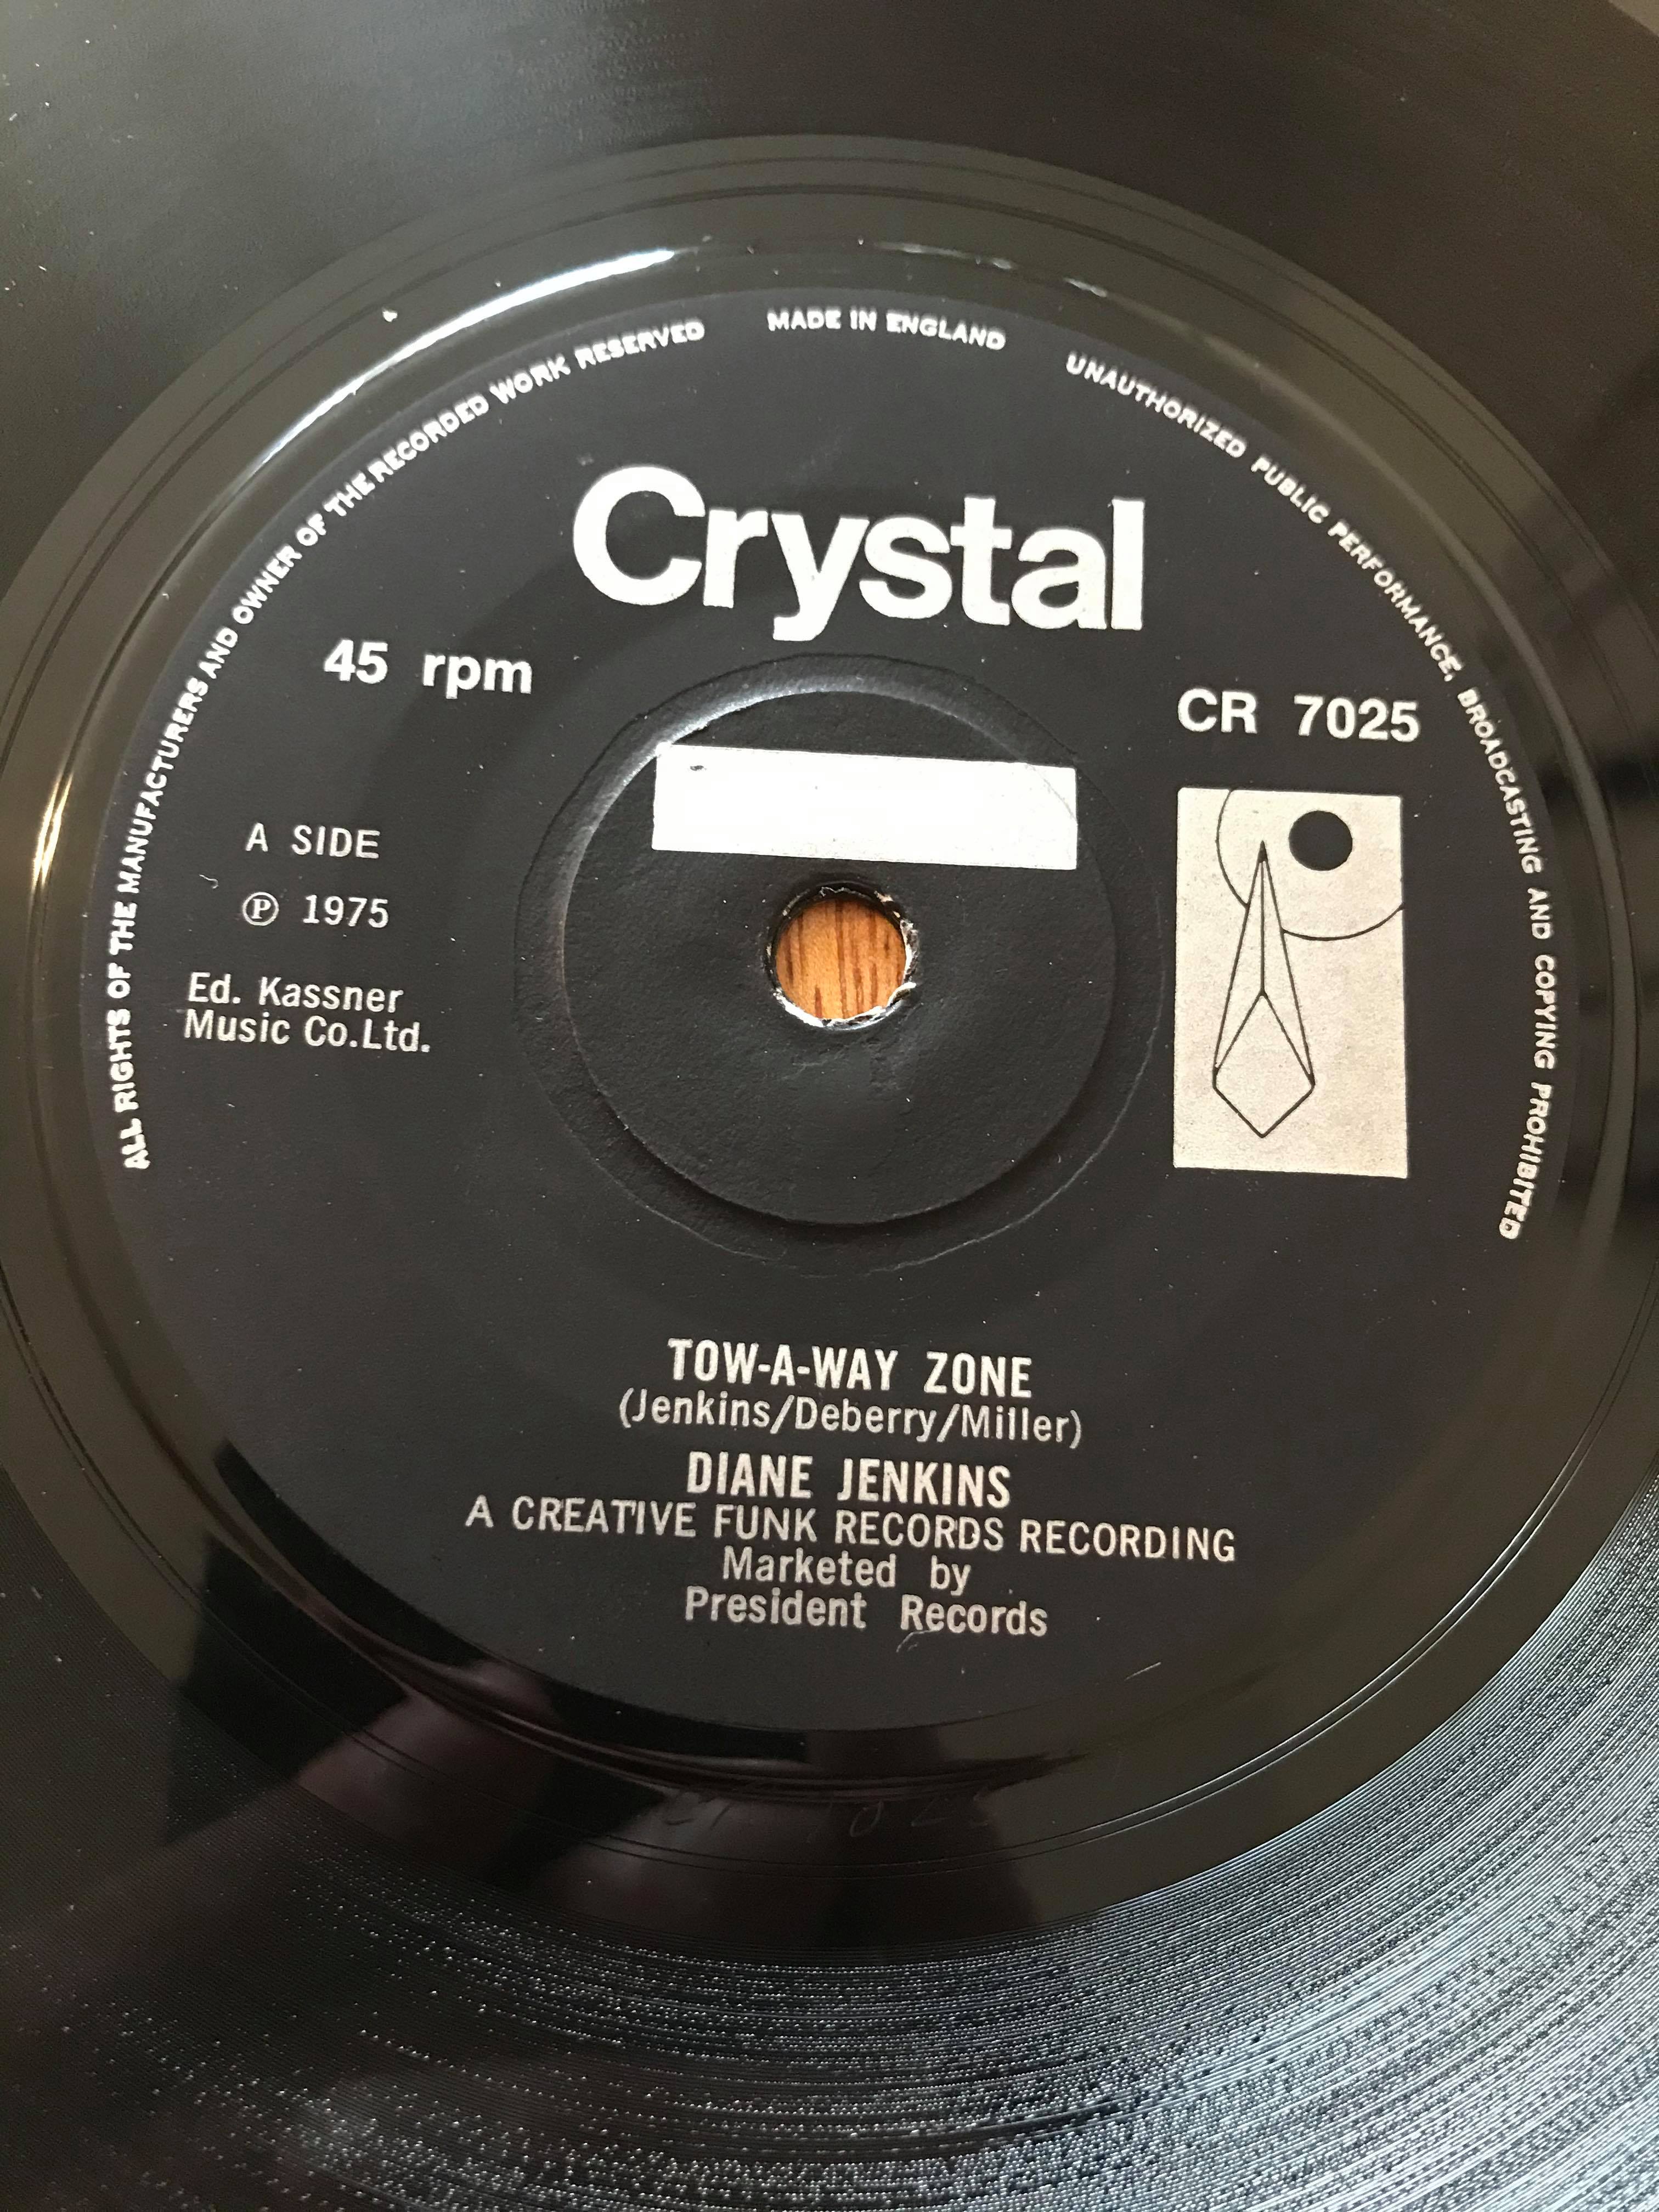 ALL RIGHTS OF THE MANUFACTURERS AND OWNER OF THE RECORDED WORK RESERVED
MADE IN ENGLAND
UNAUTHORIZED PUBLIC PERFORMANCE, BROADCASTING AND COPYING PROHIBITED
Crystal
45 rpm
CR 7025
A SIDE
℗ 1975
Ed. Kassner
Music Co.Ltd.
TOW-A-WAY ZONE
(Jenkins/Deberry/Miller)
DIANE JENKINS
A CREATIVE FUNK RECORDS RECORDING
Marketed by
President Records